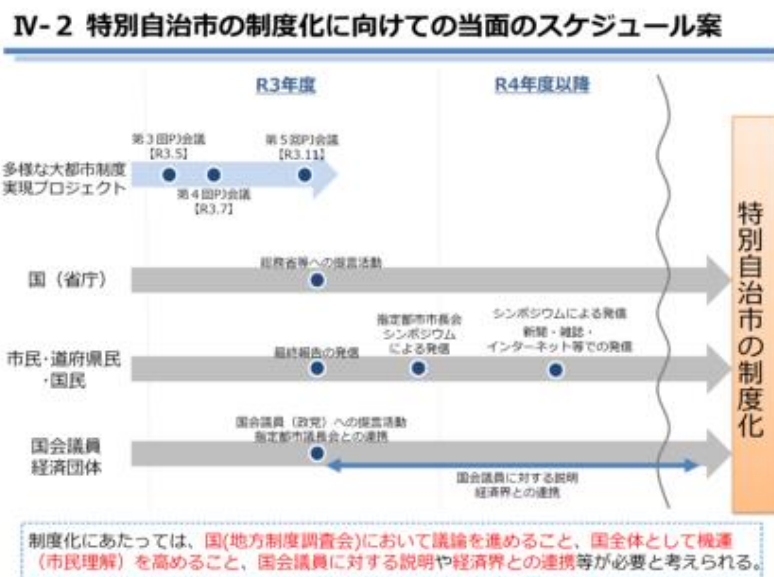 Ⅳ-2 特別自治市の制度化に向けての当面のスケジュール案
R3年度
R4年度以降
第3回PJ会議
【R3.5】
第5回PJ会議
【R3.11】
多様な大都市制度
実現プロジェクト
第4回PJ会議
【R3.7】
総務省等への提言活動
国（省庁）
指定都市市長会
シンポジウム
による発信
シンポジウムによる発信
新聞・雑誌・
インターネット等での発信
最終報告の発信
市民・道府県民
・国民
国会議員（政党）への提言活動
指定都市議長会との連携
国会議員
経済団体
国会議員に対する説明
経済界との連携
特別自治市の制度化
制度化にあたっては、国(地方制度調査会)において議論を進めること、国全体として機運
（市民理解）を高めること、国会議員に対する説明や経済界との連携等が必要と考えられる。